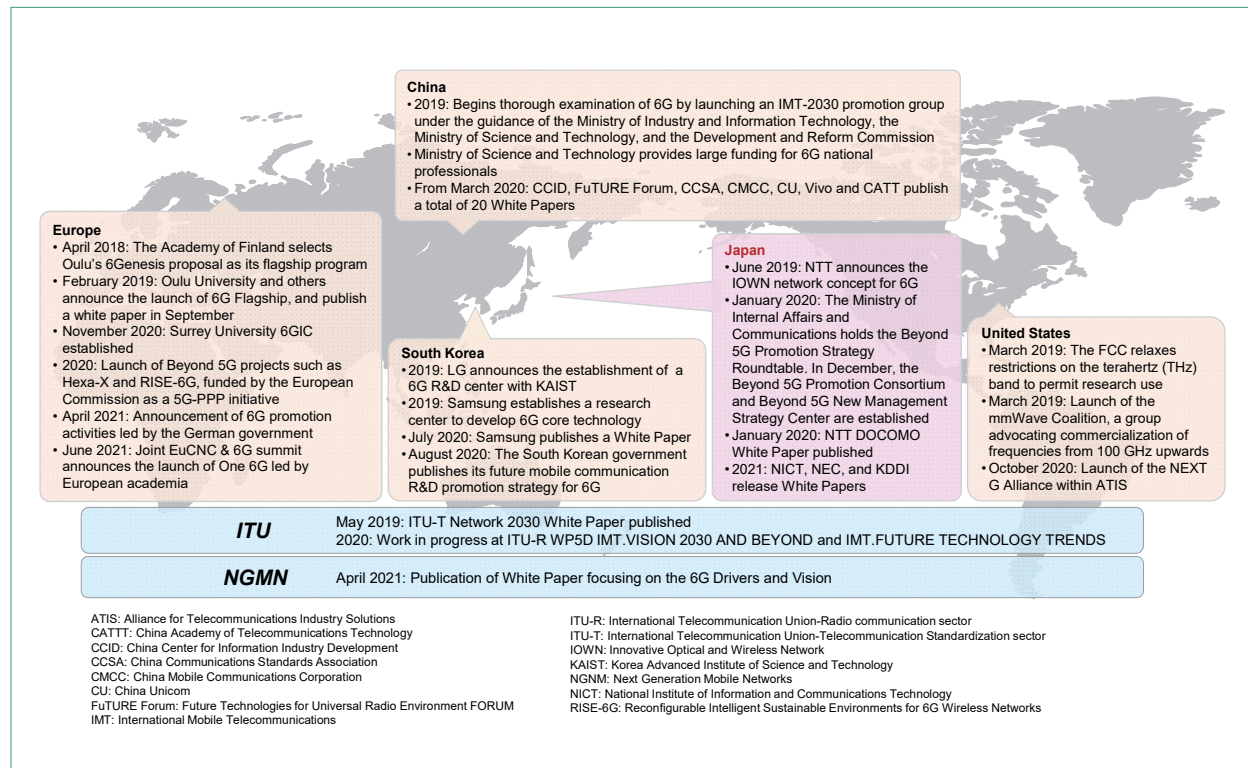 China
• 2019: Begins thorough examination of 6G by launching an IMT-2030 promotion group
under the guidance of the Ministry of Industry and Information Technology, the
Ministry of Science and Technology, and the Development and Reform Commission
• Ministry of Science and Technology provides large funding for 6G national
professionals
• From March 2020: CCID, FuTURE Forum, CCSA, CMCC, CU, Vivo and CATT publish
a total of 20 White Papers
Europe
• April 2018: The Academy of Finland selects
Oulu's 6Genesis proposal as its flagship program
• February 2019: Oulu University and others
announce the launch of 6G Flagship, and publish
a white paper in September
• November 2020: Surrey University 6GIC
established
• 2020: Launch of Beyond 5G projects such as
Hexa-X and RISE-6G, funded by the European
Commission as a 5G-PPP initiative
• April 2021: Announcement of 6G promotion
activities led by the German government
• June 2021: Joint EuCNC & 6G summit
announces the launch of One 6G led by
European academia
South Korea
• 2019: LG announces the establishment of a
6G R&D center with KAIST
• 2019: Samsung establishes a research
center to develop 6G core technology
• July 2020: Samsung publishes a White Paper
• August 2020: The South Korean government
publishes its future mobile communication
R&D promotion strategy for 6G
Japan
• June 2019: NTT announces the
IOWN network concept for 6G
• January 2020: The Ministry of
Internal Affairs and
Communications holds the Beyond
5G Promotion Strategy
Roundtable. In December, the
Beyond 5G Promotion Consortium
and Beyond 5G New Management
Strategy Center are established
• January 2020: NTT DOCOMO
White Paper published
• 2021: NICT, NEC, and KDDI
release White Papers
United States
• March 2019: The FCC relaxes
restrictions on the terahertz (THz)
band to permit research use
• March 2019: Launch of the
mmWave Coalition, a group
advocating commercialization of
frequencies from 100 GHz upwards
• October 2020: Launch of the NEXT
G Alliance within ATIS
ITU
May 2019: ITU-T Network 2030 White Paper published
2020: Work in progress at ITU-R WP5D IMT.VISION 2030 AND BEYOND and IMT.FUTURE TECHNOLOGY TRENDS
NGMN
April 2021: Publication of White Paper focusing on the 6G Drivers and Vision
ATIS: Alliance for Telecommunications Industry Solutions
CATTT: China Academy of Telecommunications Technology
CCID: China Center for Information Industry Development
CCSA: China Communications Standards Association
CMCC: China Mobile Communications Corporation
CU: China Unicom
FuTURE Forum: Future Technologies for Universal Radio Environment FORUM
IMT: International Mobile Telecommunications
ITU-R: International Telecommunication Union-Radio communication sector
ITU-T: International Telecommunication Union-Telecommunication Standardization sector
IOWN: Innovative Optical and Wireless Network
KAIST: Korea Advanced Institute of Science and Technology
NGNM: Next Generation Mobile Networks
NICT: National Institute of Information and Communications Technology
RISE-6G: Reconfigurable Intelligent Sustainable Environments for 6G Wireless Networks